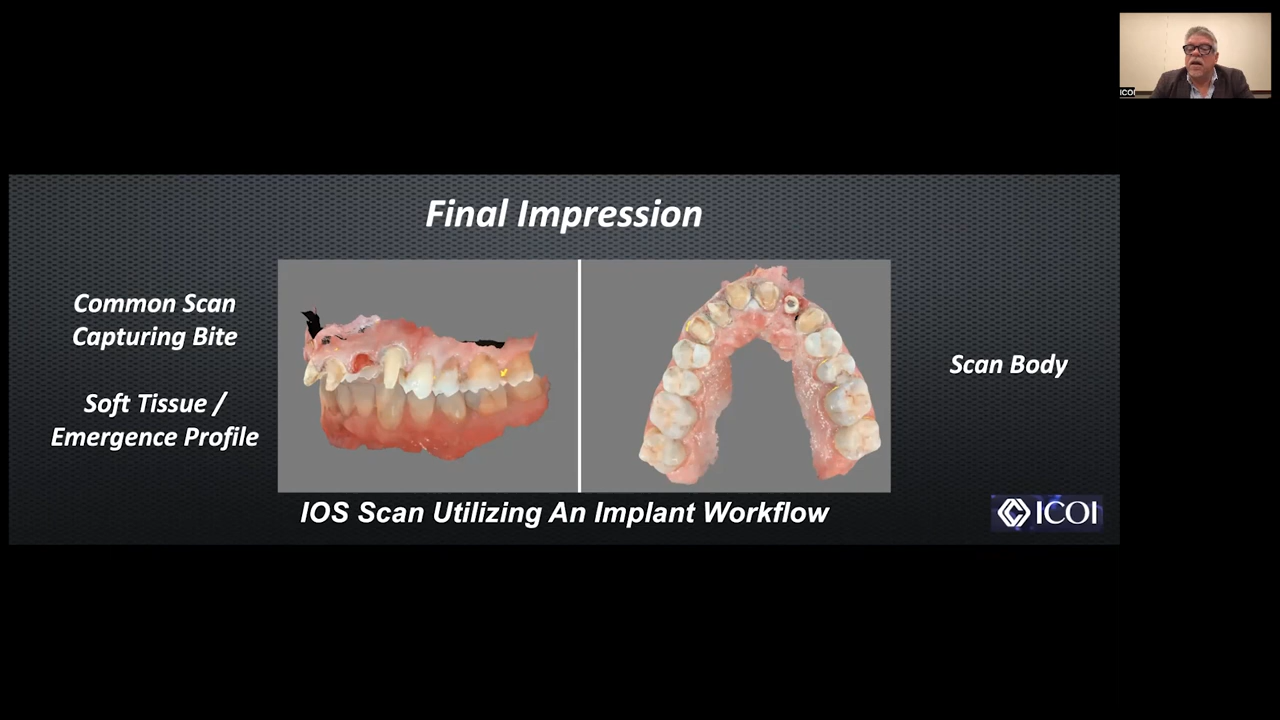 ICOI
Final Impression
Common Scan
Capturing Bite
Soft Tissue /
Emergence Profile
Scan Body
IOS Scan Utilizing An Implant Workflow
ICOI